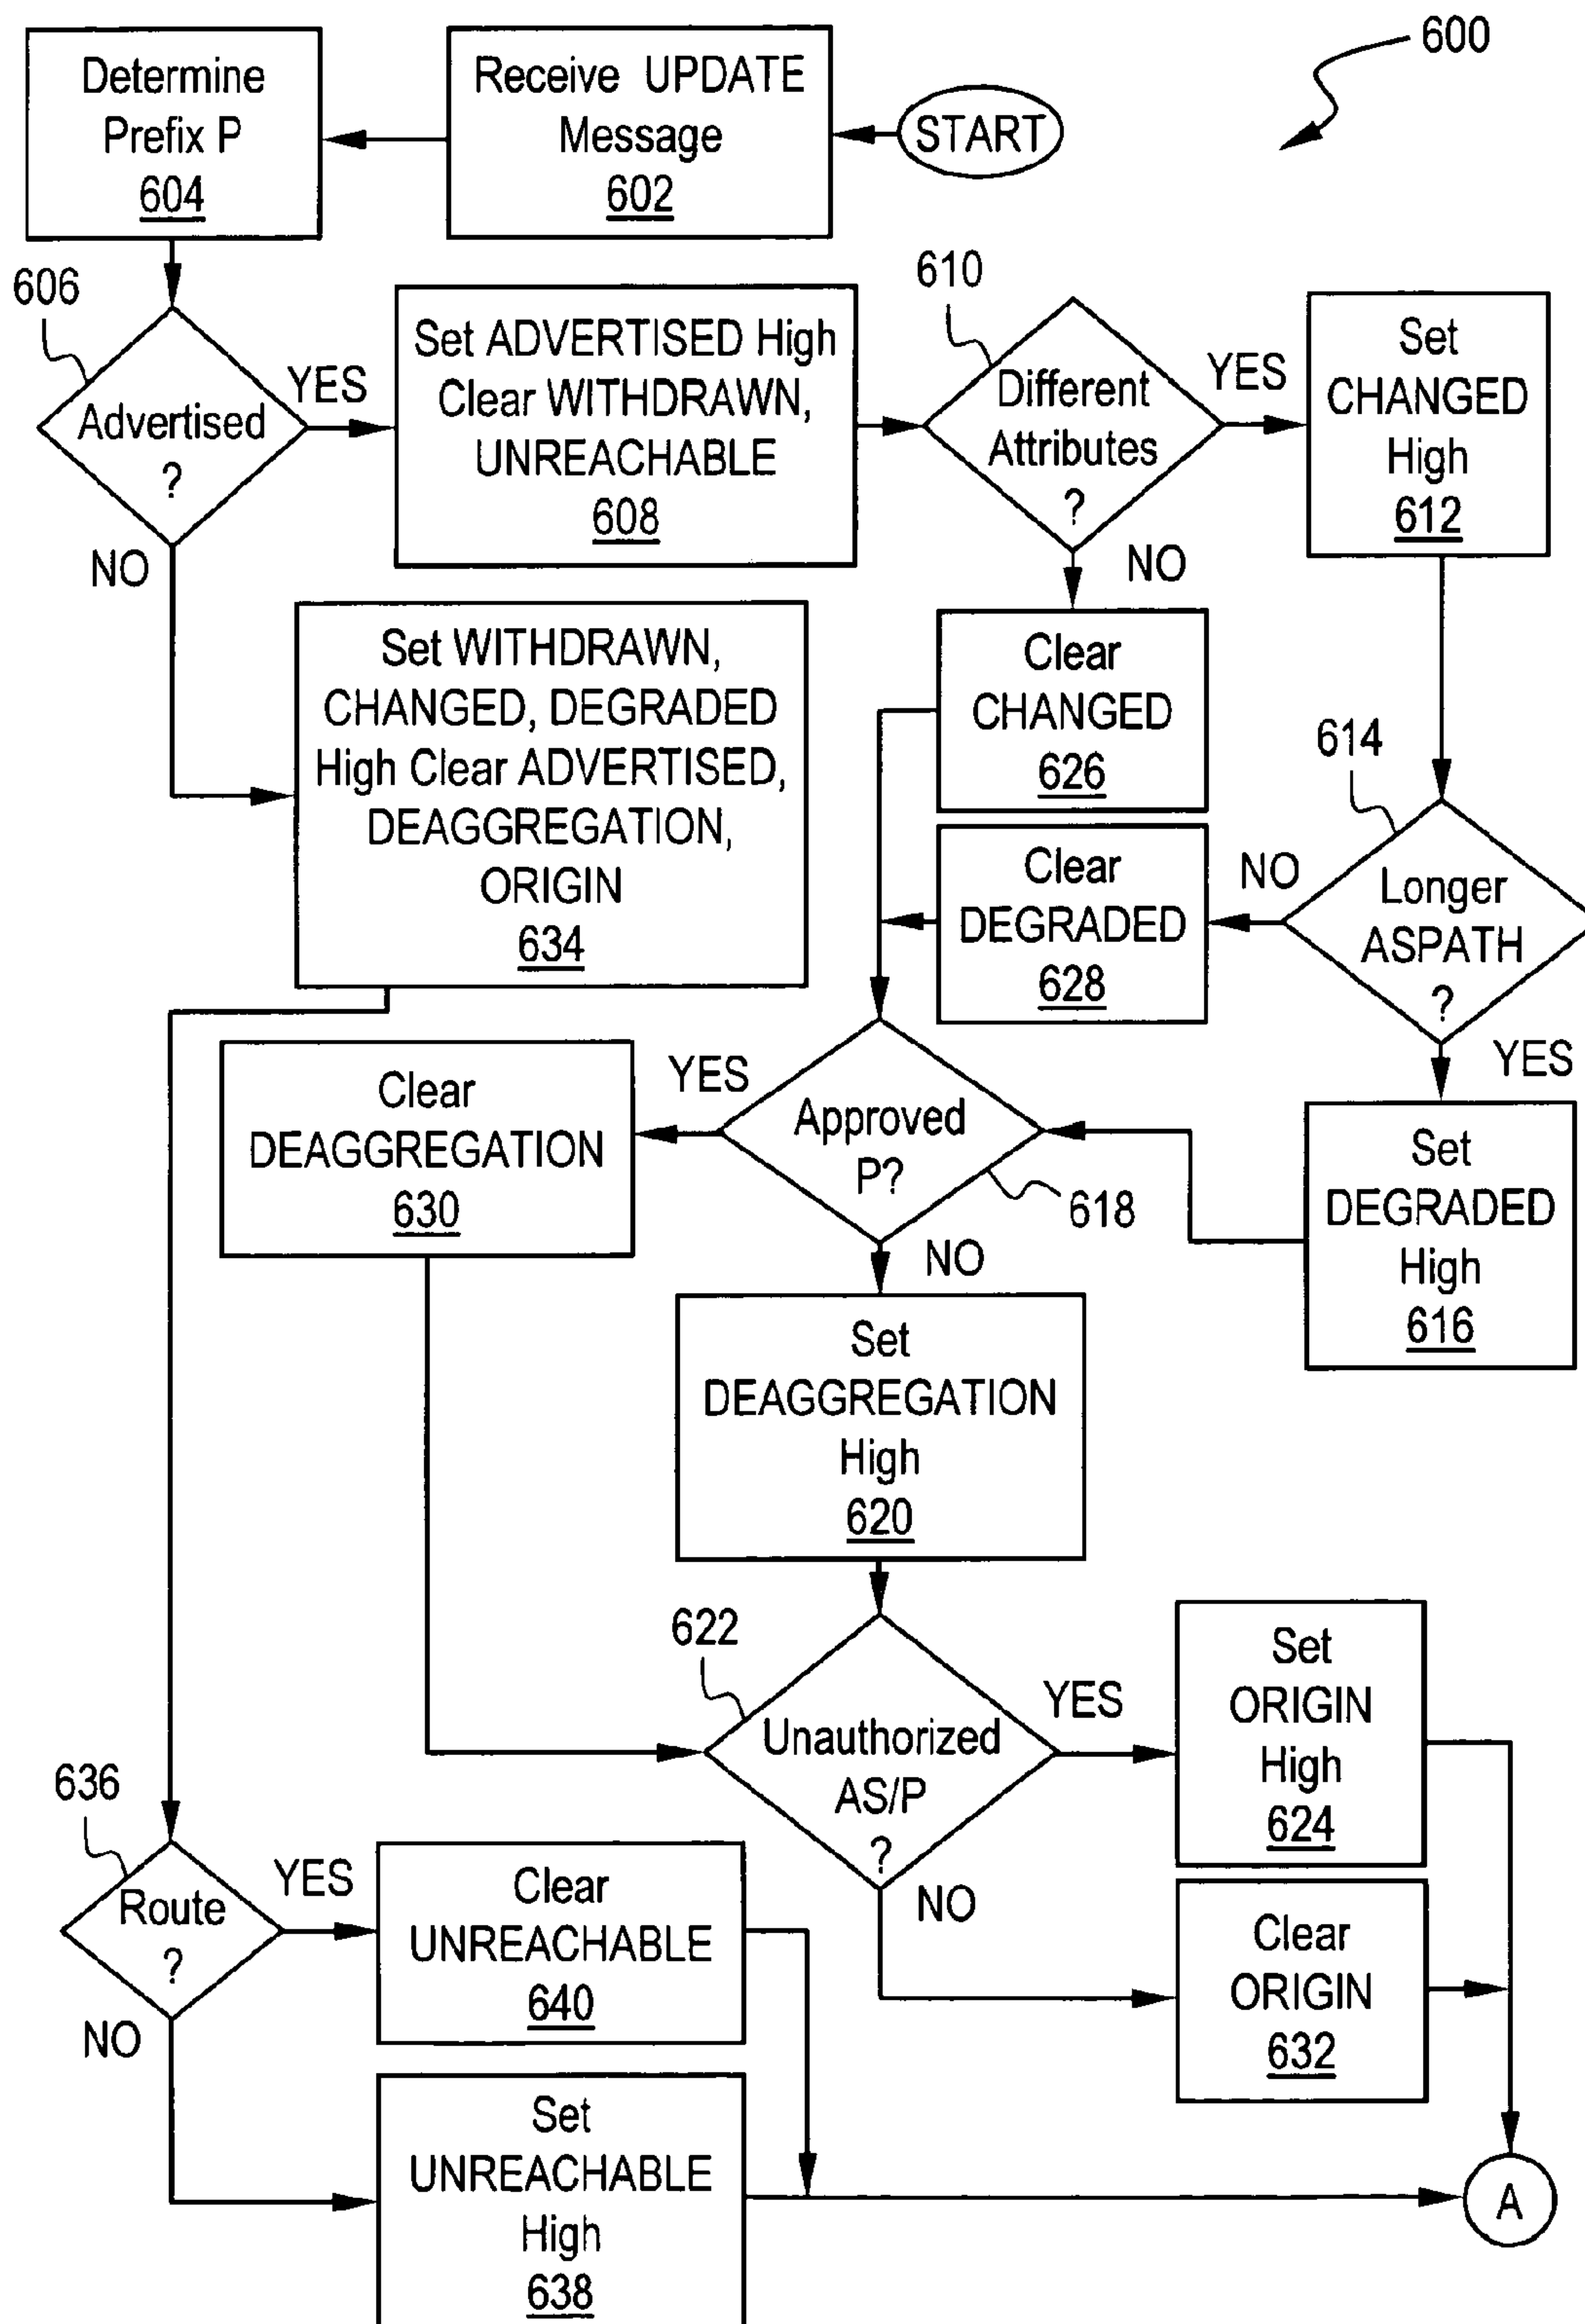 600
START
Receive UPDATE
Message
602
Determine
Prefix P
604
606
Advertised
?
YES
NO
Set ADVERTISED High
Clear WITHDRAWN,
UNREACHABLE
608
610
Different
Attributes
?
YES
NO
Set
CHANGED
High
612
Clear
CHANGED
626
614
Longer
ASPATH
?
NO
YES
Clear
DEGRADED
628
Set
DEGRADED
High
616
Set WITHDRAWN,
CHANGED, DEGRADED
High Clear ADVERTISED,
DEAGGREGATION,
ORIGIN
634
Approved
P?
618
YES
NO
Clear
DEAGGREGATION
630
Set
DEAGGREGATION
High
620
622
Unauthorized
AS/P
?
YES
NO
Set
ORIGIN
High
624
Clear
ORIGIN
632
636
Route
?
YES
NO
Clear
UNREACHABLE
640
Set
UNREACHABLE
High
638
A